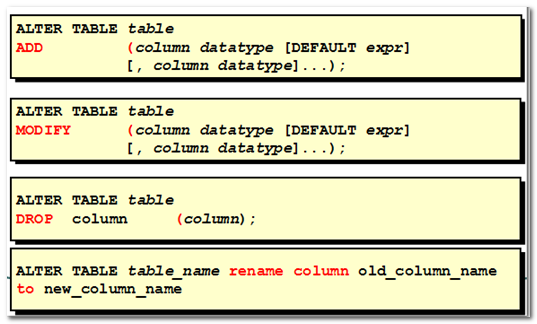 ALTER TABLE table
ADD (column datatype [DEFAULT expr]
[, column datatype]...);
ALTER TABLE table
MODIFY (column datatype [DEFAULT expr]
[, column datatype]...);
ALTER TABLE table
DROP column (column);
ALTER TABLE table_name rename column old_column_name
to new_column_name